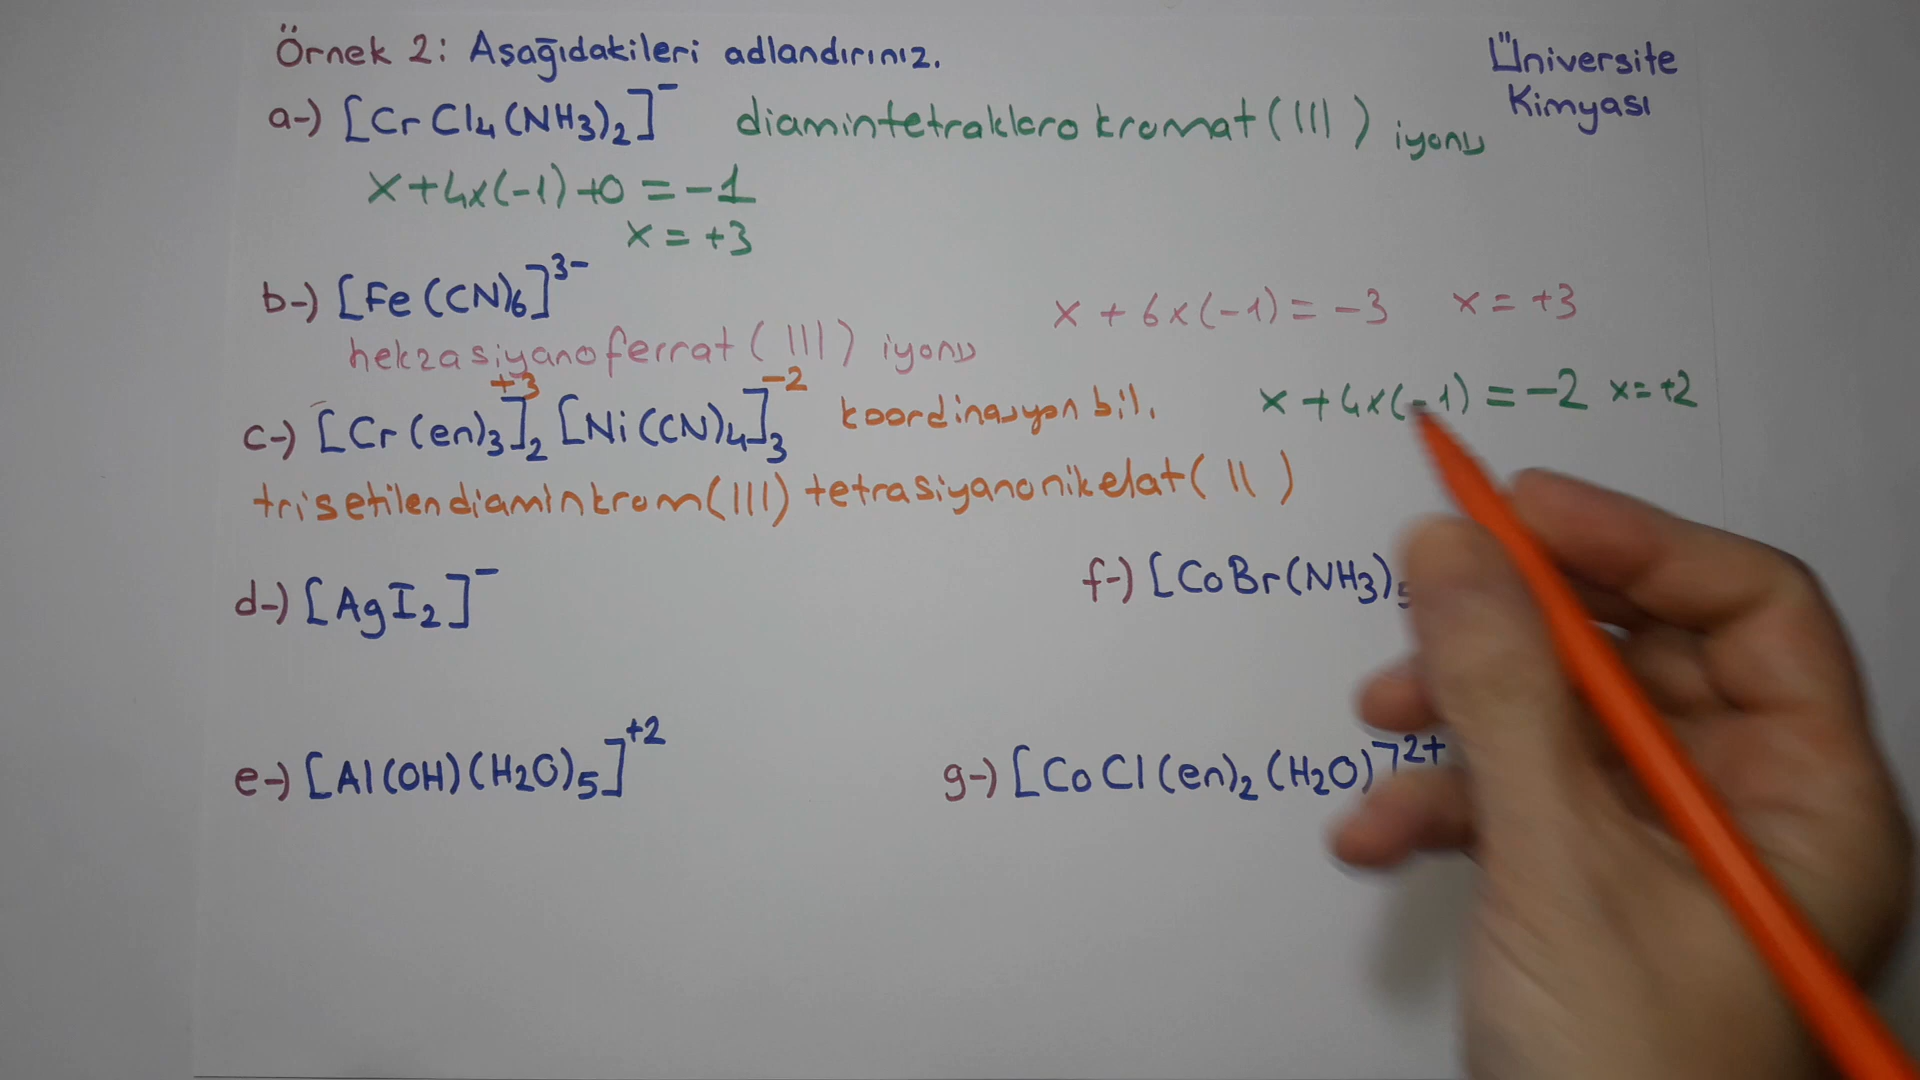 Örnek 2: Aşağıdakileri adlandırınız.
Üniversite
Kimyası
a-) [CrCl4(NH3)2]⁻ diamintetrakloro kromat (III) iyonu
x+4x(-1)+0 = -1
x = +3
b-) [Fe(CN)6]³⁻
x + 6x(-1) = -3 x = +3
hekzasiyanoferrat (III) iyonu
+3 -2
c-) [Cr(en)3]2 [Ni(CN)4]3 koordinasyon bil.
x + 4x(-1) = -2 x = +2
trisetilendiaminkrom(III) tetrasiyanonikelat(II)
d-) [AgI2]⁻
f-) [CoBr(NH3)5
e-) [Al(OH)(H2O)5]⁺²
g-) [CoCl(en)2(H2O)]²⁺